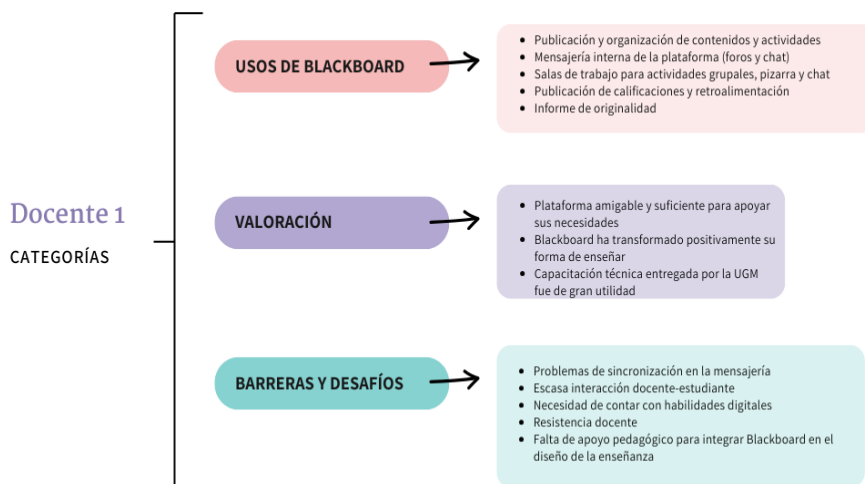 Docente 1
CATEGORÍAS
USOS DE BLACKBOARD
Publicación y organización de contenidos y actividades
Mensajería interna de la plataforma (foros y chat)
Salas de trabajo para actividades grupales, pizarra y chat
Publicación de calificaciones y retroalimentación
Informe de originalidad
VALORACIÓN
Plataforma amigable y suficiente para apoyar
sus necesidades
Blackboard ha transformado positivamente su
forma de enseñar
Capacitación técnica entregada por la UGM
fue de gran utilidad
BARRERAS Y DESAFÍOS
Problemas de sincronización en la mensajería
Escasa interacción docente-estudiante
Necesidad de contar con habilidades digitales
Resistencia docente
Falta de apoyo pedagógico para integrar Blackboard en el
diseño de la enseñanza